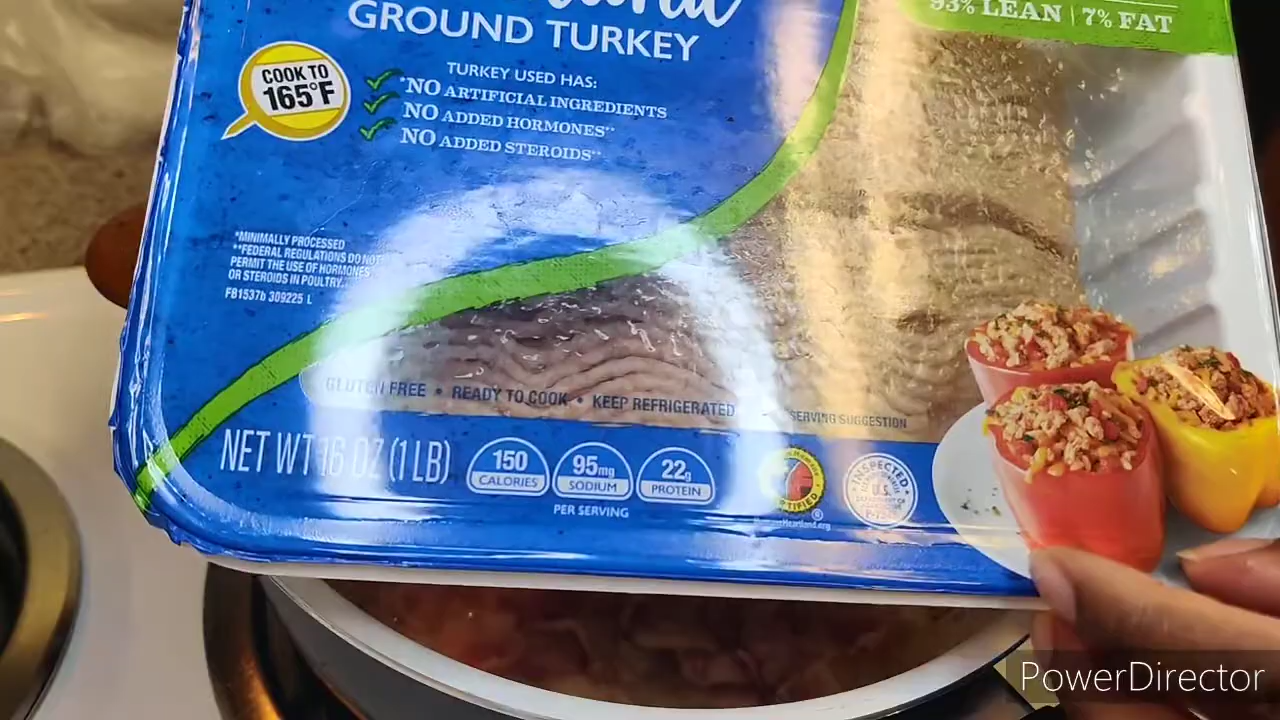 GROUND TURKEY
93% LEAN | 7% FAT
COOK TO
165°F
TURKEY USED HAS:
NO ARTIFICIAL INGREDIENTS
NO ADDED HORMONES**
NO ADDED STEROIDS**
*MINIMALLY PROCESSED
**FEDERAL REGULATIONS DO NOT
PERMIT THE USE OF HORMONES
OR STEROIDS IN POULTRY.
FB1537b 309225 L
GLUTEN FREE • READY TO COOK • KEEP REFRIGERATED
SERVING SUGGESTION
NET WT 16 OZ (1 LB)
150
CALORIES
95mg
SODIUM
22g
PROTEIN
PER SERVING
INSPECTED
U.S.
PowerDirector